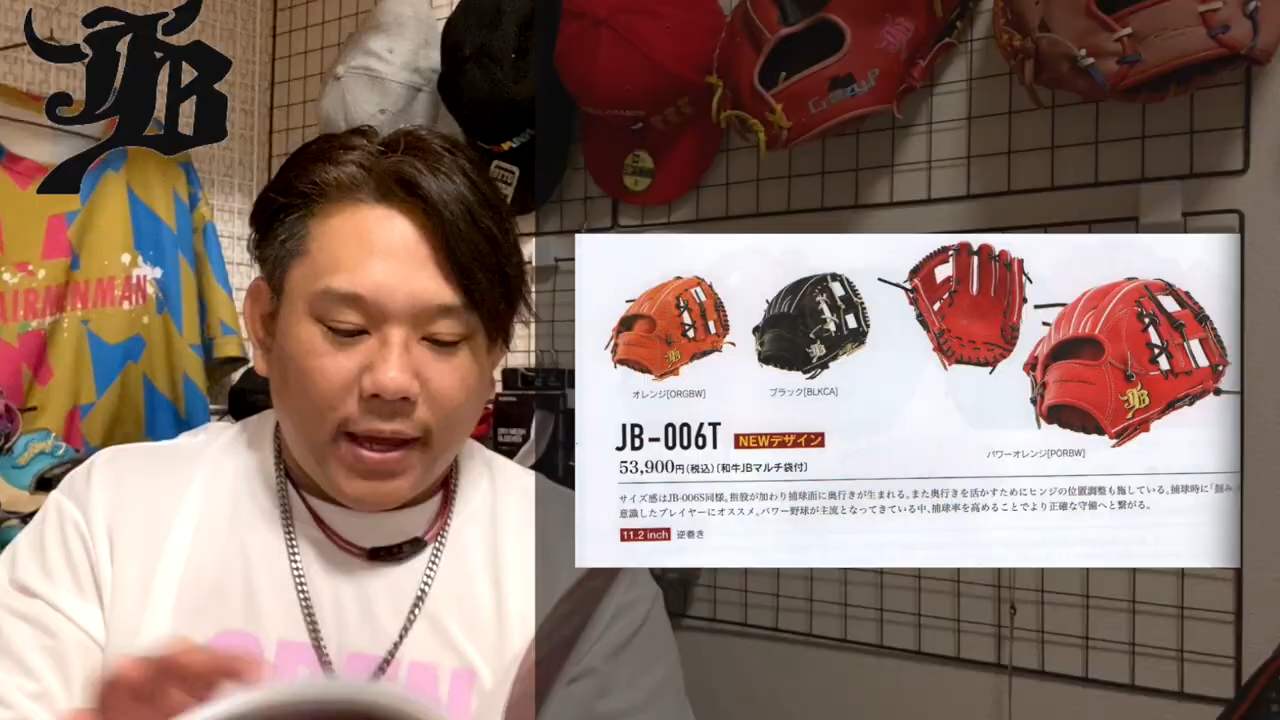 JB
AIRMANMAN
CrazyP
オレンジ[ORGBW]
ブラック[BLKCA]
パワーオレンジ[PORBW]
JB-006T NEWデザイン
53,900円(税込)〔和牛JBマルチ袋付〕
サイズ感はJB-006S同様。指股が加わり捕球面に奥行きが生まれる。また奥行きを活かすためにヒンジの位置調整も施している。捕球時に「掴み
意識したプレイヤーにオススメ。パワー野球が主流となってきている中、捕球率を高めることでより正確な守備へと繋がる。
11.2 inch 逆巻き